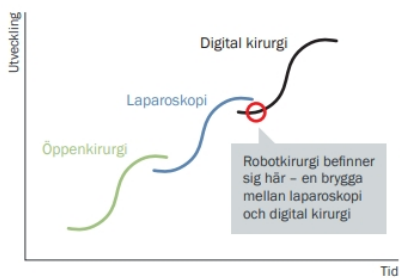 Utveckling
Digital kirurgi
Laparoskopi
Öppenkirurgi
Robotkirurgi befinner
sig här – en brygga
mellan laparoskopi
och digital kirurgi
Tid